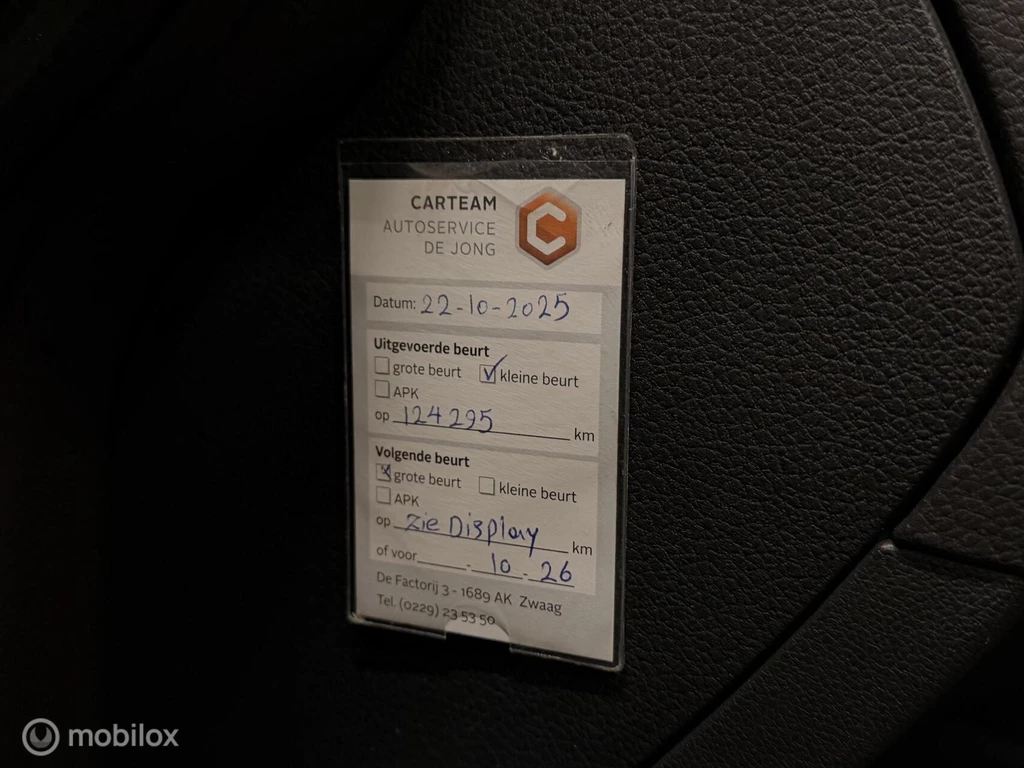 CARTEAM
AUTOSERVICE
DE JONG
Datum: 22-10-2025
Uitgevoerde beurt
grote beurt kleine beurt
APK
op 124295 km
Volgende beurt
grote beurt kleine beurt
APK
op Zie Display km
of voor - 10 - 26
De Factorij 3 - 1689 AK Zwaag
Tel. (0229) 23 53 50
mobilox